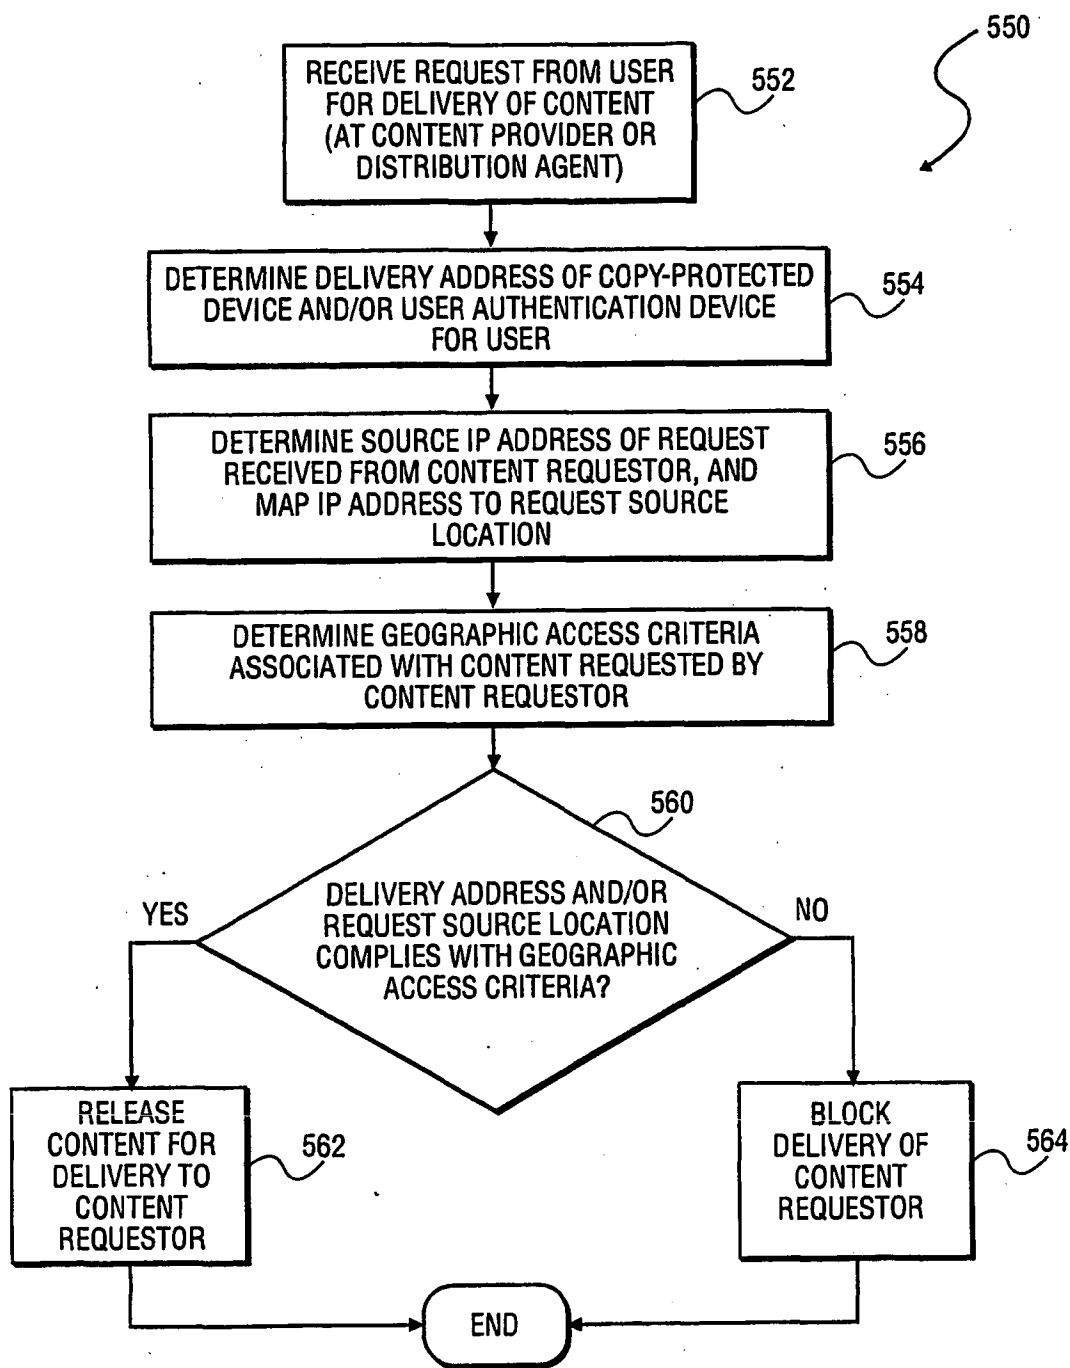 550
RECEIVE REQUEST FROM USER
FOR DELIVERY OF CONTENT
(AT CONTENT PROVIDER OR
DISTRIBUTION AGENT)
552
DETERMINE DELIVERY ADDRESS OF COPY-PROTECTED
DEVICE AND/OR USER AUTHENTICATION DEVICE
FOR USER
554
DETERMINE SOURCE IP ADDRESS OF REQUEST
RECEIVED FROM CONTENT REQUESTOR, AND
MAP IP ADDRESS TO REQUEST SOURCE
LOCATION
556
DETERMINE GEOGRAPHIC ACCESS CRITERIA
ASSOCIATED WITH CONTENT REQUESTED BY
CONTENT REQUESTOR
558
560
DELIVERY ADDRESS AND/OR
REQUEST SOURCE LOCATION
COMPLIES WITH GEOGRAPHIC
ACCESS CRITERIA?
YES
NO
RELEASE
CONTENT FOR
DELIVERY TO
CONTENT
REQUESTOR
562
BLOCK
DELIVERY OF
CONTENT
REQUESTOR
564
END